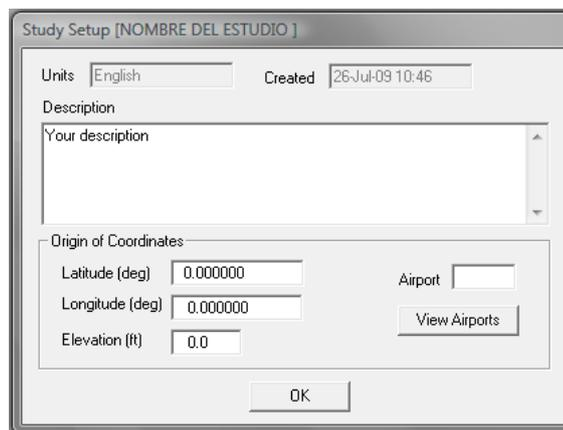 Study Setup [NOMBRE DEL ESTUDIO ]
Units English Created 26-Jul-09 10:46
Description
Your description
Origin of Coordinates
Latitude (deg) 0.000000 Airport
Longitude (deg) 0.000000
View Airports
Elevation (ft) 0.0
OK